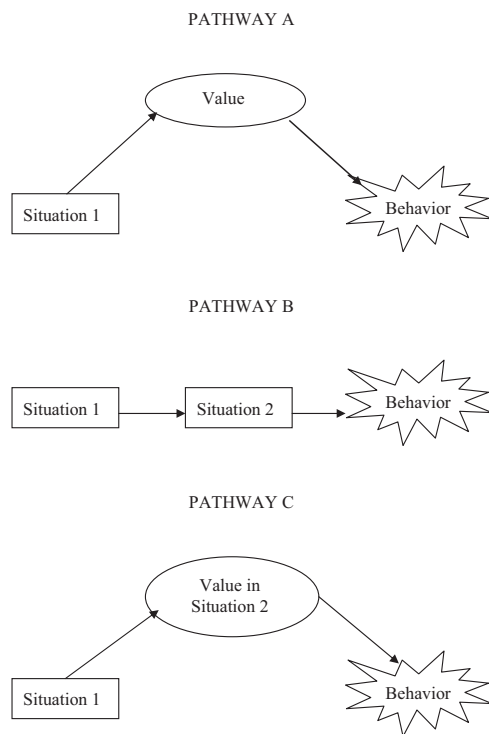 PATHWAY A
Value
Situation 1
Behavior
PATHWAY B
Situation 1
Situation 2
Behavior
PATHWAY C
Value in
Situation 2
Situation 1
Behavior